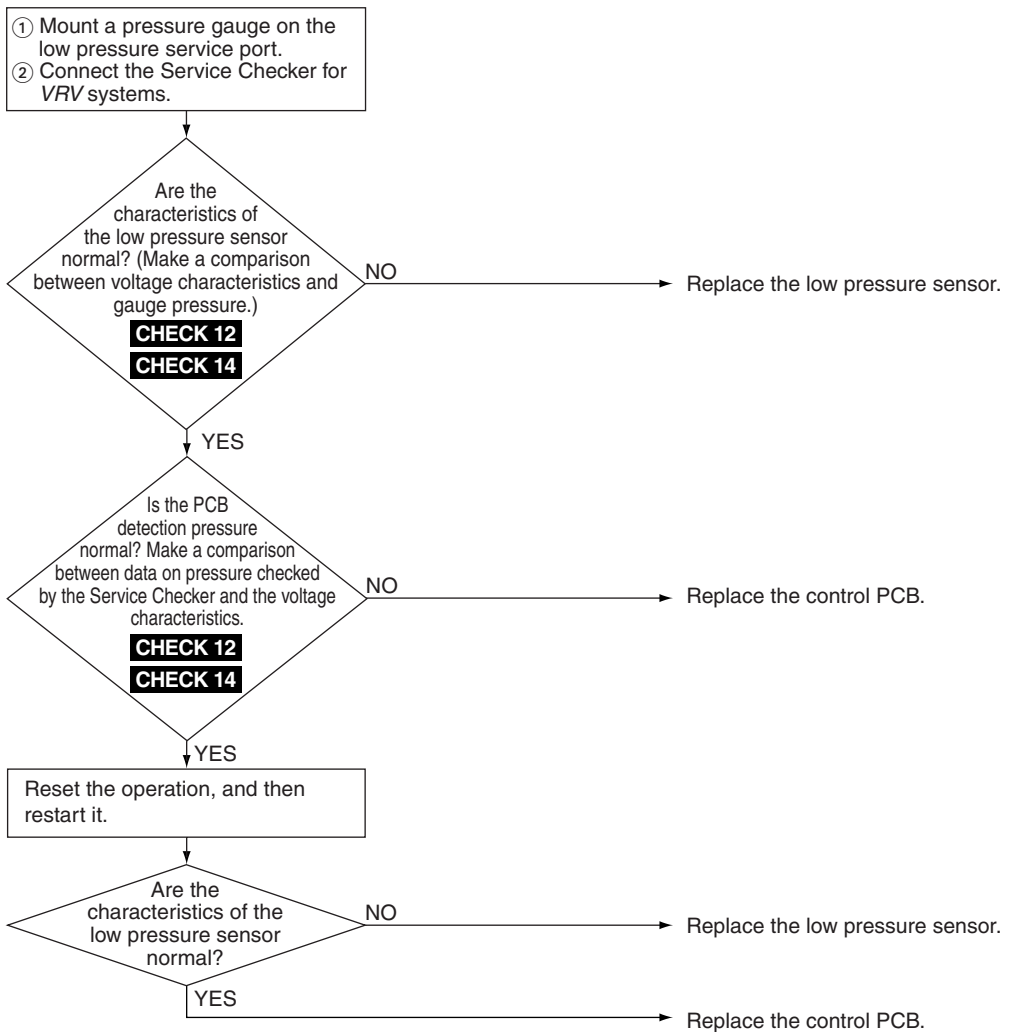 ① Mount a pressure gauge on the
low pressure service port.
② Connect the Service Checker for
VRV systems.
Are the
characteristics of
the low pressure sensor
normal? (Make a comparison
between voltage characteristics and
gauge pressure.)
CHECK 12
CHECK 14
NO
Replace the low pressure sensor.
YES
Is the PCB
detection pressure
normal? Make a comparison
between data on pressure checked
by the Service Checker and the voltage
characteristics.
CHECK 12
CHECK 14
NO
Replace the control PCB.
YES
Reset the operation, and then
restart it.
Are the
characteristics of the
low pressure sensor
normal?
NO
Replace the low pressure sensor.
YES
Replace the control PCB.